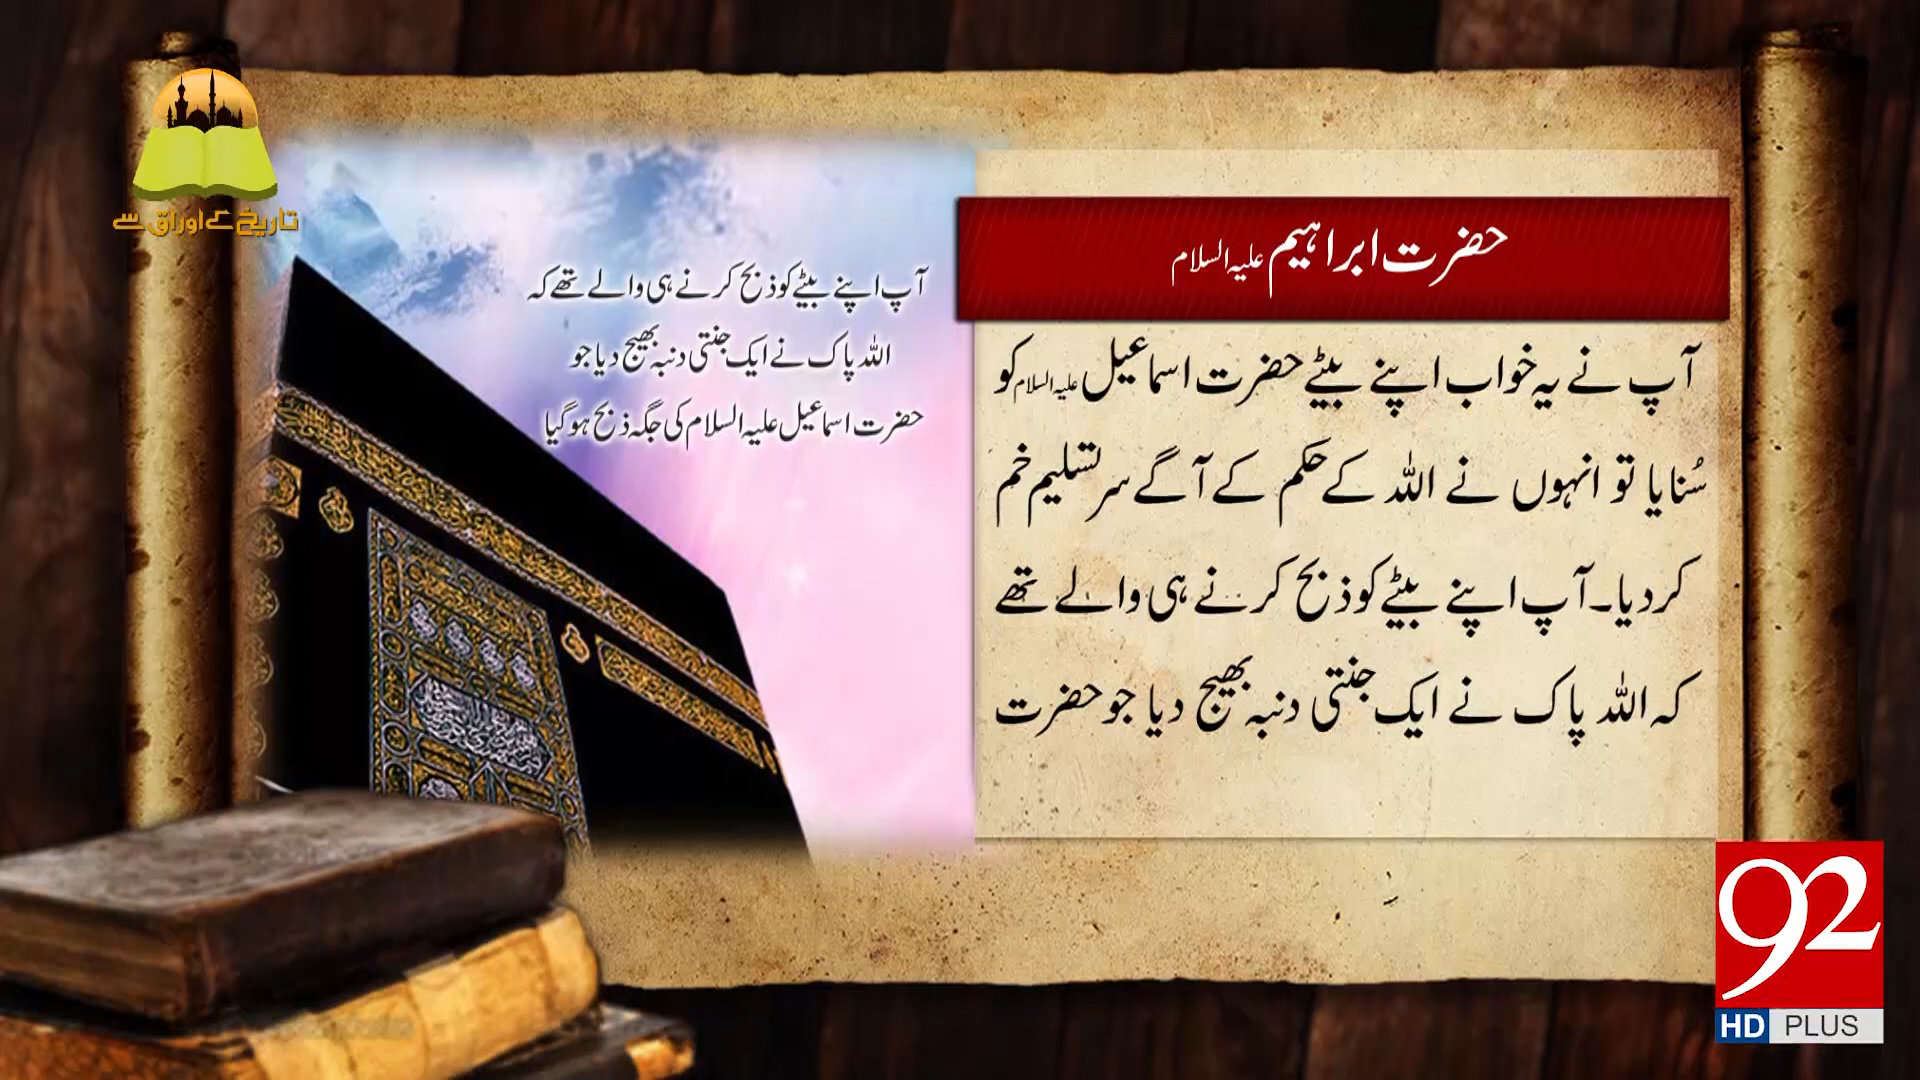 تاریخ کے اوراق سے
حضرت ابراہیم علیہ السلام
آپ نے یہ خواب اپنے بیٹے حضرت اسماعیل علیہ السلام کو
سُنایا تو انہوں نے اللہ کے حکم کے آگے سر تسلیم خم
کردیا۔ آپ اپنے بیٹے کو ذبح کرنے ہی والے تھے
کہ اللہ پاک نے ایک جنتی دنبہ بھیج دیا جو حضرت
آپ اپنے بیٹے کو ذبح کرنے ہی والے تھے کہ
اللہ پاک نے ایک جنتی دنبہ بھیج دیا جو
حضرت اسماعیل علیہ السلام کی جگہ ذبح ہوگیا
92
HD PLUS